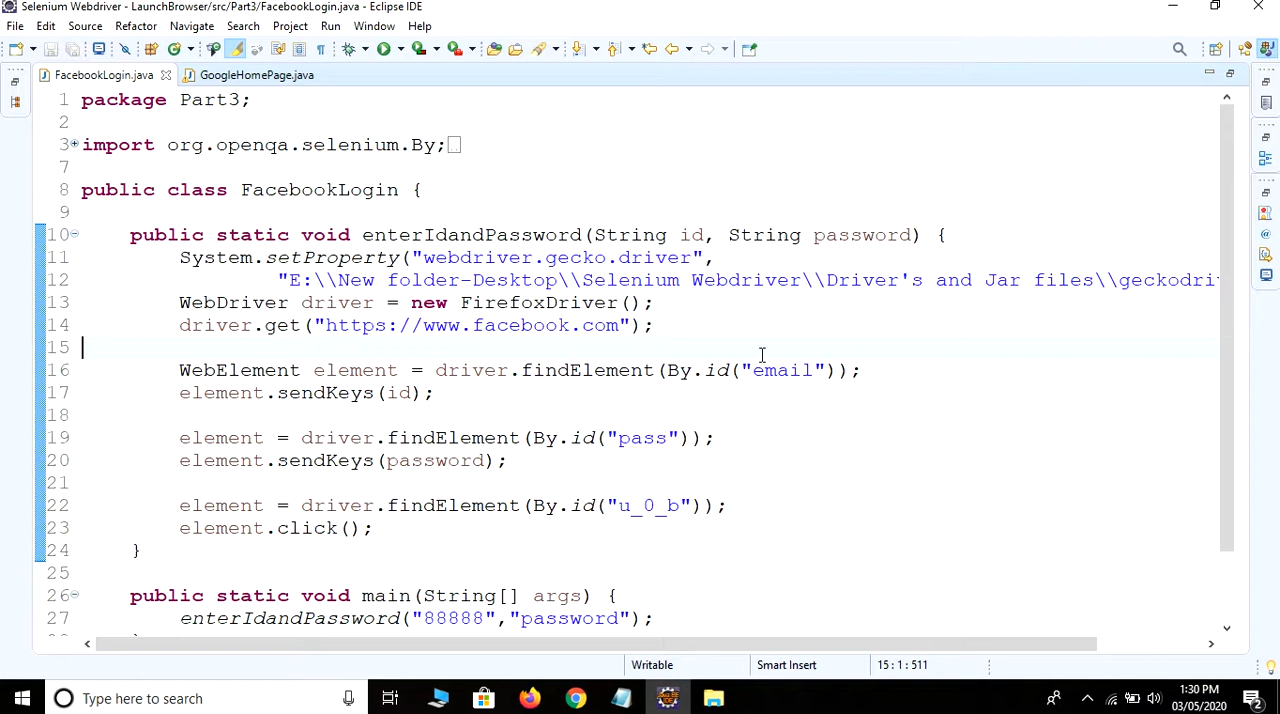 Selenium Webdriver - LaunchBrowser/src/Part3/FacebookLogin.java - Eclipse IDE
File Edit Source Refactor Navigate Search Project Run Window Help
FacebookLogin.java GoogleHomePage.java
1 package Part3;
2
3 import org.openqa.selenium.By;
7
8 public class FacebookLogin {
9
10 public static void enterIdandPassword(String id, String password) {
11 System.setProperty("webdriver.gecko.driver",
12 "E:\\New folder-Desktop\\Selenium Webdriver\\Driver's and Jar files\\geckodri
13 WebDriver driver = new FirefoxDriver();
14 driver.get("https://www.facebook.com");
15
16 WebElement element = driver.findElement(By.id("email"));
17 element.sendKeys(id);
18
19 element = driver.findElement(By.id("pass"));
20 element.sendKeys(password);
21
22 element = driver.findElement(By.id("u_0_b"));
23 element.click();
24 }
25
26 public static void main(String[] args) {
27 enterIdandPassword("88888","password");
Writable Smart Insert 15 : 1 : 511
Type here to search
1:30 PM
03/05/2020
2